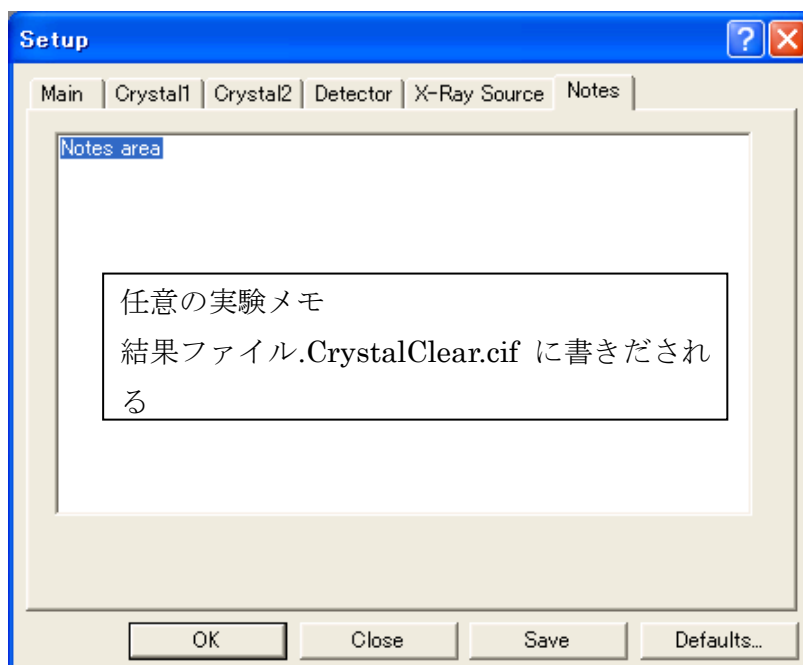 Setup
Main Crystal1 Crystal2 Detector X-Ray Source Notes
Notes area
任意の実験メモ
結果ファイル.CrystalClear.cif に書きだされ
る
OK Close Save Defaults...